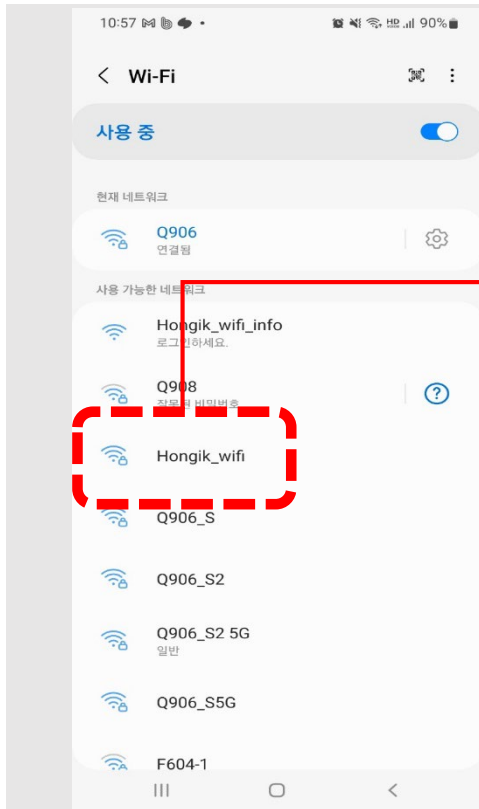 10:57 HD 90%
Wi-Fi
사용 중
현재 네트워크
Q906
연결됨
사용 가능한 네트워크
Hongik_wifi_info
로그인하세요.
Q908
잘못된 비밀번호
Hongik_wifi
Q906_S
Q906_S2
Q906_S2 5G
일반
Q906_S5G
F604-1